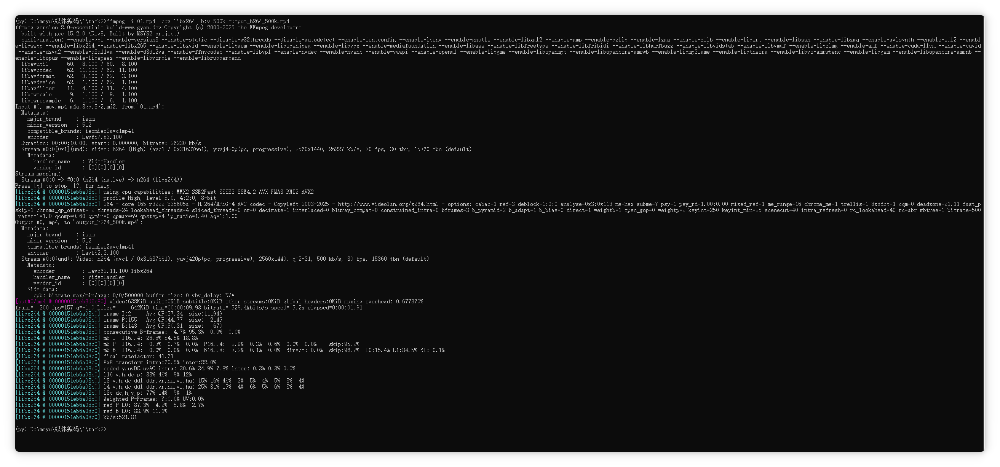 (py) D:\moyu\媒体编码\1\task2>ffmpeg -i 01.mp4 -c:v libx264 -b:v 500k output_h264_500k.mp4
ffmpeg version 8.0-essentials_build-www.gyan.dev Copyright (c) 2000-2025 the FFmpeg developers
  built with gcc 15.2.0 (Rev8, Built by MSYS2 project)
  configuration: --enable-gpl --enable-version3 --enable-static --disable-w32threads --disable-autodetect --enable-fontconfig --enable-iconv --enable-gnutls --enable-libxml2 --enable-gmp --enable-bzlib --enable-lzma --enable-zlib --enable-libsrt --enable-libssh --enable-libzmq --enable-avisynth --enable-sdl2 --enabl
e-libwebp --enable-libx264 --enable-libx265 --enable-libxvid --enable-libaom --enable-libopenjpeg --enable-libvpx --enable-mediafoundation --enable-libass --enable-libfreetype --enable-libfribidi --enable-libharfbuzz --enable-libvidstab --enable-libvmaf --enable-libzimg --enable-amf --enable-cuda-llvm --enable-cuvid
 --enable-dxva2 --enable-d3d11va --enable-d3d12va --enable-ffnvcodec --enable-libvpl --enable-nvdec --enable-nvenc --enable-vaapi --enable-openal --enable-libgme --enable-libopenmpt --enable-libopencore-amrwb --enable-libmp3lame --enable-libtheora --enable-libvo-amrwbenc --enable-libgsm --enable-libopencore-amrnb --
enable-libopus --enable-libspeex --enable-libvorbis --enable-librubberband
  libavutil      60.  8.100 / 60.  8.100
  libavcodec     62. 11.100 / 62. 11.100
  libavformat    62.  3.100 / 62.  3.100
  libavdevice    62.  1.100 / 62.  1.100
  libavfilter    11.  4.100 / 11.  4.100
  libswscale      9.  1.100 /  9.  1.100
  libswresample   6.  1.100 /  6.  1.100
Input #0, mov,mp4,m4a,3gp,3g2,mj2, from '01.mp4':
  Metadata:
    major_brand     : isom
    minor_version   : 512
    compatible_brands: isomiso2avc1mp41
    encoder         : Lavf57.83.100
  Duration: 00:00:10.00, start: 0.000000, bitrate: 26230 kb/s
  Stream #0:0[0x1](und): Video: h264 (High) (avc1 / 0x31637661), yuvj420p(pc, progressive), 2560x1440, 26227 kb/s, 30 fps, 30 tbr, 15360 tbn (default)
    Metadata:
      handler_name    : VideoHandler
      vendor_id       : [0][0][0][0]
Stream mapping:
  Stream #0:0 -> #0:0 (h264 (native) -> h264 (libx264))
Press [q] to stop, [?] for help
[libx264 @ 00000151eb6a08c0] using cpu capabilities: MMX2 SSE2Fast SSSE3 SSE4.2 AVX FMA3 BMI2 AVX2
[libx264 @ 00000151eb6a08c0] profile High, level 5.0, 4:2:0, 8-bit
[libx264 @ 00000151eb6a08c0] 264 - core 165 r3222 b35605a - H.264/MPEG-4 AVC codec - Copyleft 2003-2025 - http://www.videolan.org/x264.html - options: cabac=1 ref=3 deblock=1:0:0 analyse=0x3:0x113 me=hex subme=7 psy=1 psy_rd=1.00:0.00 mixed_ref=1 me_range=16 chroma_me=1 trellis=1 8x8dct=1 cqm=0 deadzone=21,11 fast_p
skip=1 chroma_qp_offset=-2 threads=24 lookahead_threads=4 sliced_threads=0 nr=0 decimate=1 interlaced=0 bluray_compat=0 constrained_intra=0 bframes=3 b_pyramid=2 b_adapt=1 b_bias=0 direct=1 weightb=1 open_gop=0 weightp=2 keyint=250 keyint_min=25 scenecut=40 intra_refresh=0 rc_lookahead=40 rc=abr mbtree=1 bitrate=500
 ratetol=1.0 qcomp=0.60 qpmin=0 qpmax=69 qpstep=4 ip_ratio=1.40 aq=1:1.00
Output #0, mp4, to 'output_h264_500k.mp4':
  Metadata:
    major_brand     : isom
    minor_version   : 512
    compatible_brands: isomiso2avc1mp41
    encoder         : Lavf62.3.100
  Stream #0:0(und): Video: h264 (avc1 / 0x31637661), yuvj420p(pc, progressive), 2560x1440, q=2-31, 500 kb/s, 30 fps, 15360 tbn (default)
    Metadata:
      encoder         : Lavc62.11.100 libx264
      handler_name    : VideoHandler
      vendor_id       : [0][0][0][0]
    Side data:
      cpb: bitrate max/min/avg: 0/0/500000 buffer size: 0 vbv_delay: N/A
[out#0/mp4 @ 00000151eb3d6c80] video:638KiB audio:0KiB subtitle:0KiB other streams:0KiB global headers:0KiB muxing overhead: 0.677370%
frame=  300 fps=157 q=-1.0 Lsize=     642KiB time=00:00:09.93 bitrate= 529.4kbits/s speed= 5.2x elapsed=0:00:01.91
[libx264 @ 00000151eb6a08c0] frame I:2     Avg QP:37.34  size:111949
[libx264 @ 00000151eb6a08c0] frame P:155   Avg QP:44.77  size:  2145
[libx264 @ 00000151eb6a08c0] frame B:143   Avg QP:50.31  size:   670
[libx264 @ 00000151eb6a08c0] consecutive B-frames:  4.7% 95.3%  0.0%  0.0%
[libx264 @ 00000151eb6a08c0] mb I  I16..4: 26.8% 54.5% 18.8%
[libx264 @ 00000151eb6a08c0] mb P  I16..4:  0.3%  0.7%  0.0%  P16..4:  2.9%  0.3%  0.6%  0.0%  0.0%    skip:95.2%
[libx264 @ 00000151eb6a08c0] mb B  I16..4:  0.0%  0.0%  0.0%  B16..8:  3.2%  0.1%  0.0%  direct: 0.0%  skip:96.7%  L0:15.4% L1:84.5% BI: 0.1%
[libx264 @ 00000151eb6a08c0] final ratefactor: 41.61
[libx264 @ 00000151eb6a08c0] 8x8 transform intra:60.5% inter:82.0%
[libx264 @ 00000151eb6a08c0] coded y,uvDC,uvAC intra: 30.6% 34.9% 7.8% inter: 0.3% 0.3% 0.0%
[libx264 @ 00000151eb6a08c0] i16 v,h,dc,p: 33% 46%  9% 12%
[libx264 @ 00000151eb6a08c0] i8 v,h,dc,ddl,ddr,vr,hd,vl,hu: 15% 16% 46%  3%  5%  4%  5%  3%  4%
[libx264 @ 00000151eb6a08c0] i4 v,h,dc,ddl,ddr,vr,hd,vl,hu: 25% 31% 15%  4%  6%  5%  6%  3%  4%
[libx264 @ 00000151eb6a08c0] i8c dc,h,v,p: 77% 14%  9%  1%
[libx264 @ 00000151eb6a08c0] Weighted P-Frames: Y:0.0% UV:0.0%
[libx264 @ 00000151eb6a08c0] ref P L0: 87.3%  4.2%  5.8%  2.7%
[libx264 @ 00000151eb6a08c0] ref B L0: 88.9% 11.1%
[libx264 @ 00000151eb6a08c0] kb/s:521.81
(py) D:\moyu\媒体编码\1\task2>